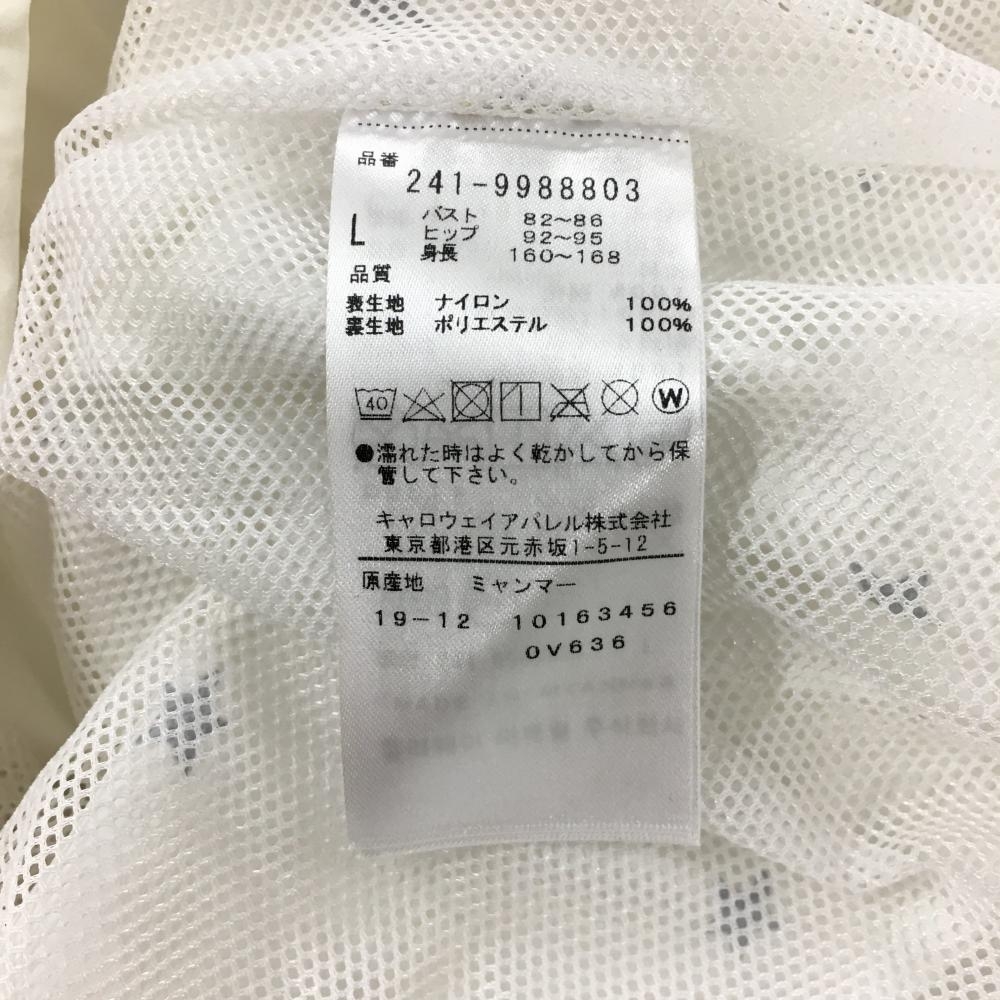 品番
241-9988803
L
バスト 82～86
ヒップ 92～95
身長 160～168
品質
表生地 ナイロン 100%
裏生地 ポリエステル 100%
40 W
●濡れた時はよく乾かしてから保
管して下さい。
キャロウェイアパレル株式会社
東京都港区元赤坂1-5-12
原産地 ミャンマー
19-12 10163456
0V636